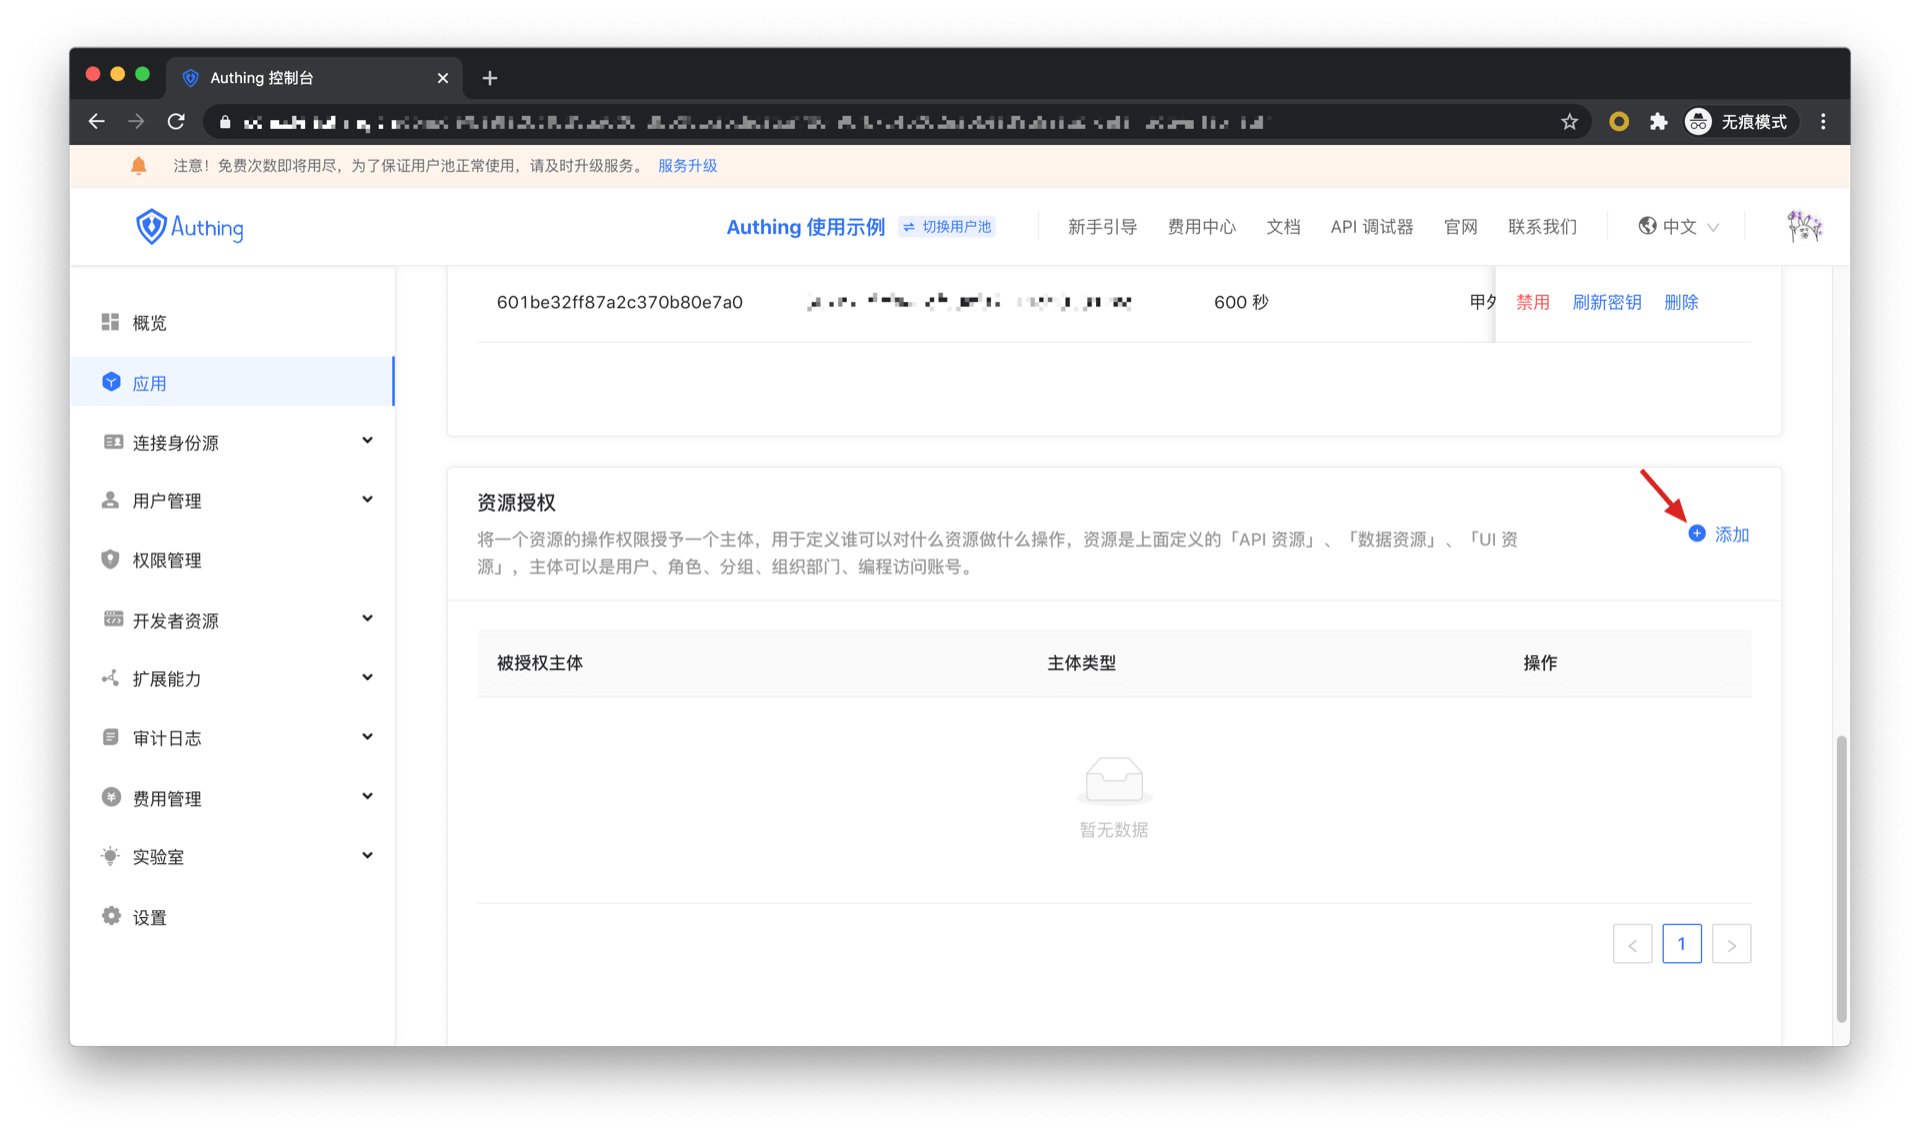 Authing 控制台
无痕模式
注意！免费次数即将用尽，为了保证用户池正常使用，请及时升级服务。 服务升级
Authing
Authing 使用示例
切换用户池
新手引导
费用中心
文档
API 调试器
官网
联系我们
中文
概览
应用
连接身份源
用户管理
权限管理
开发者资源
扩展能力
审计日志
费用管理
实验室
设置
601be32ff87a2c370b80e7a0
600 秒
甲
禁用
刷新密钥
删除
资源授权
将一个资源的操作权限授予一个主体，用于定义谁可以对什么资源做什么操作，资源是上面定义的「API 资源」、「数据资源」、「UI 资
源」，主体可以是用户、角色、分组、组织部门、编程访问账号。
添加
被授权主体
主体类型
操作
暂无数据
<
1
>